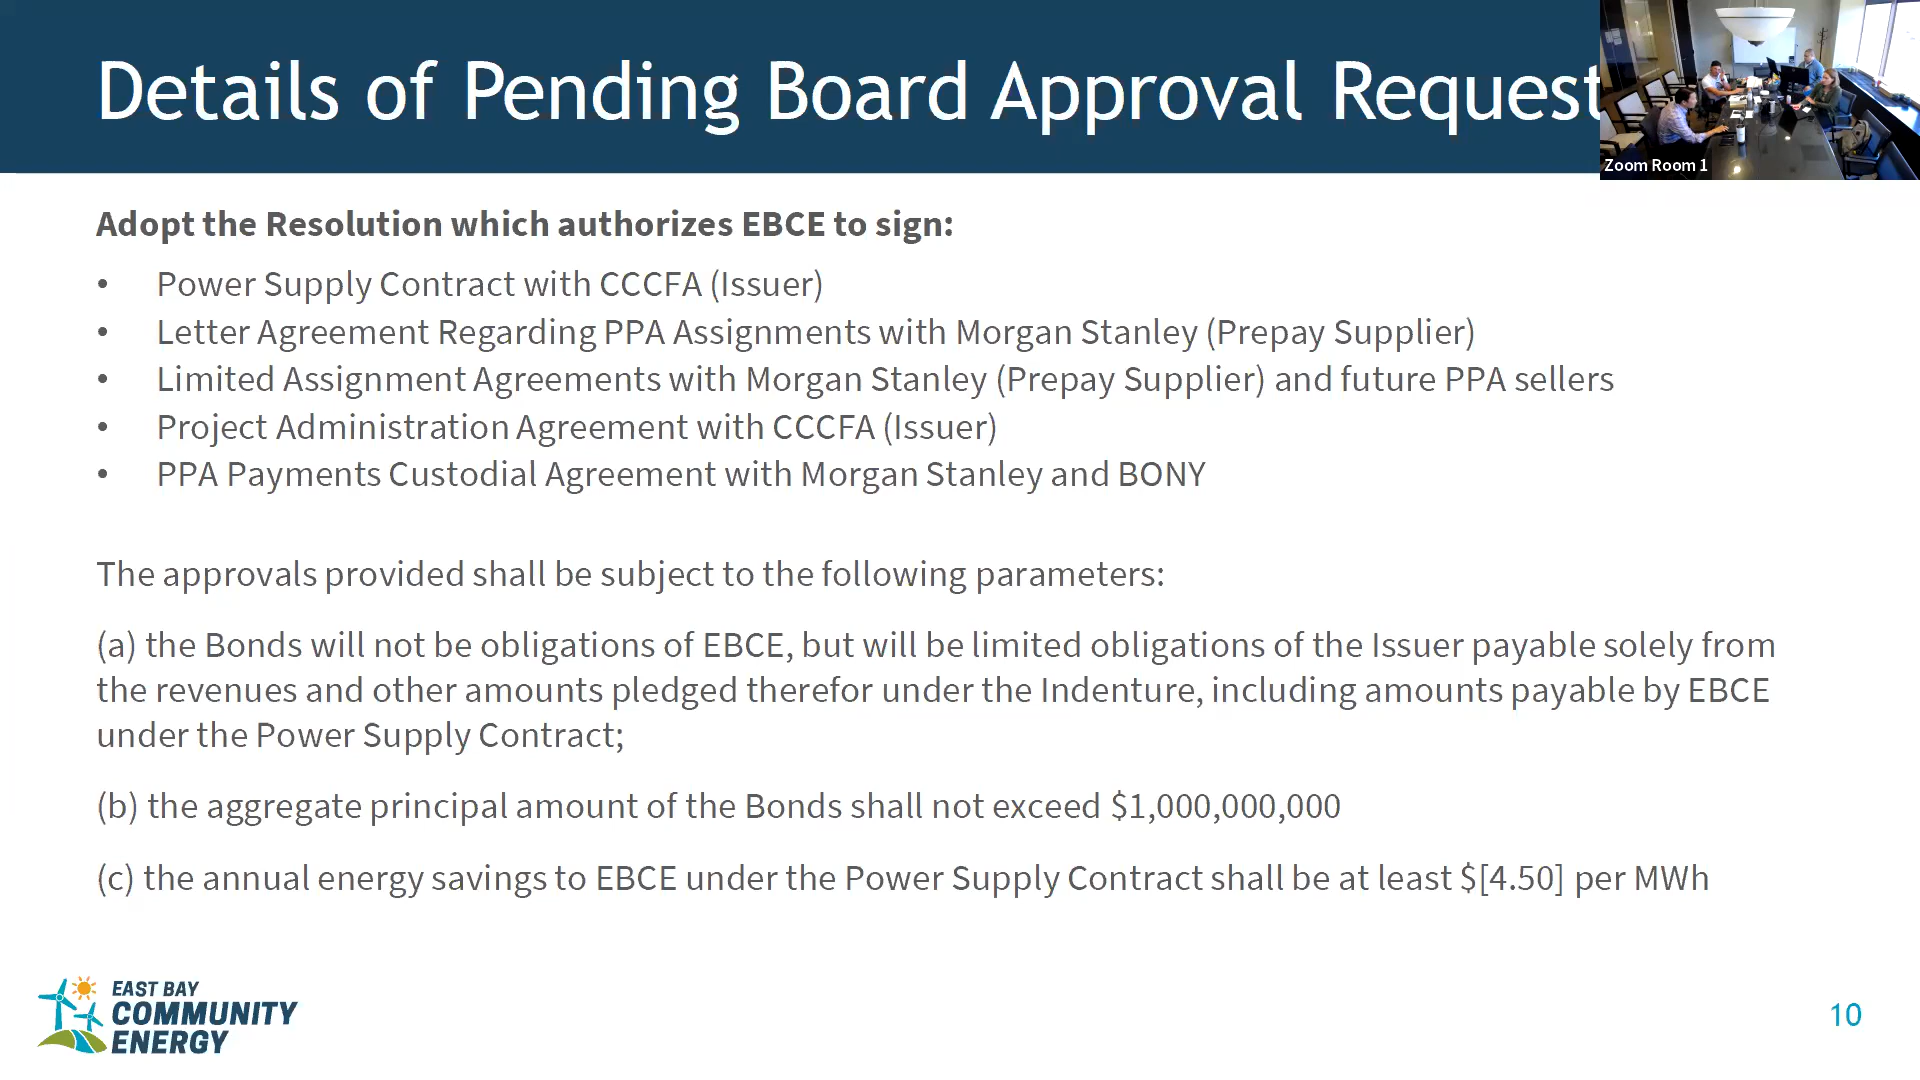 Details of Pending Board Approval Request
Zoom Room 1
Adopt the Resolution which authorizes EBCE to sign:
• Power Supply Contract with CCCFA (Issuer)
• Letter Agreement Regarding PPA Assignments with Morgan Stanley (Prepay Supplier)
• Limited Assignment Agreements with Morgan Stanley (Prepay Supplier) and future PPA sellers
• Project Administration Agreement with CCCFA (Issuer)
• PPA Payments Custodial Agreement with Morgan Stanley and BONY
The approvals provided shall be subject to the following parameters:
(a) the Bonds will not be obligations of EBCE, but will be limited obligations of the Issuer payable solely from
the revenues and other amounts pledged therefor under the Indenture, including amounts payable by EBCE
under the Power Supply Contract;
(b) the aggregate principal amount of the Bonds shall not exceed $1,000,000,000
(c) the annual energy savings to EBCE under the Power Supply Contract shall be at least $[4.50] per MWh
EAST BAY
COMMUNITY
ENERGY
10